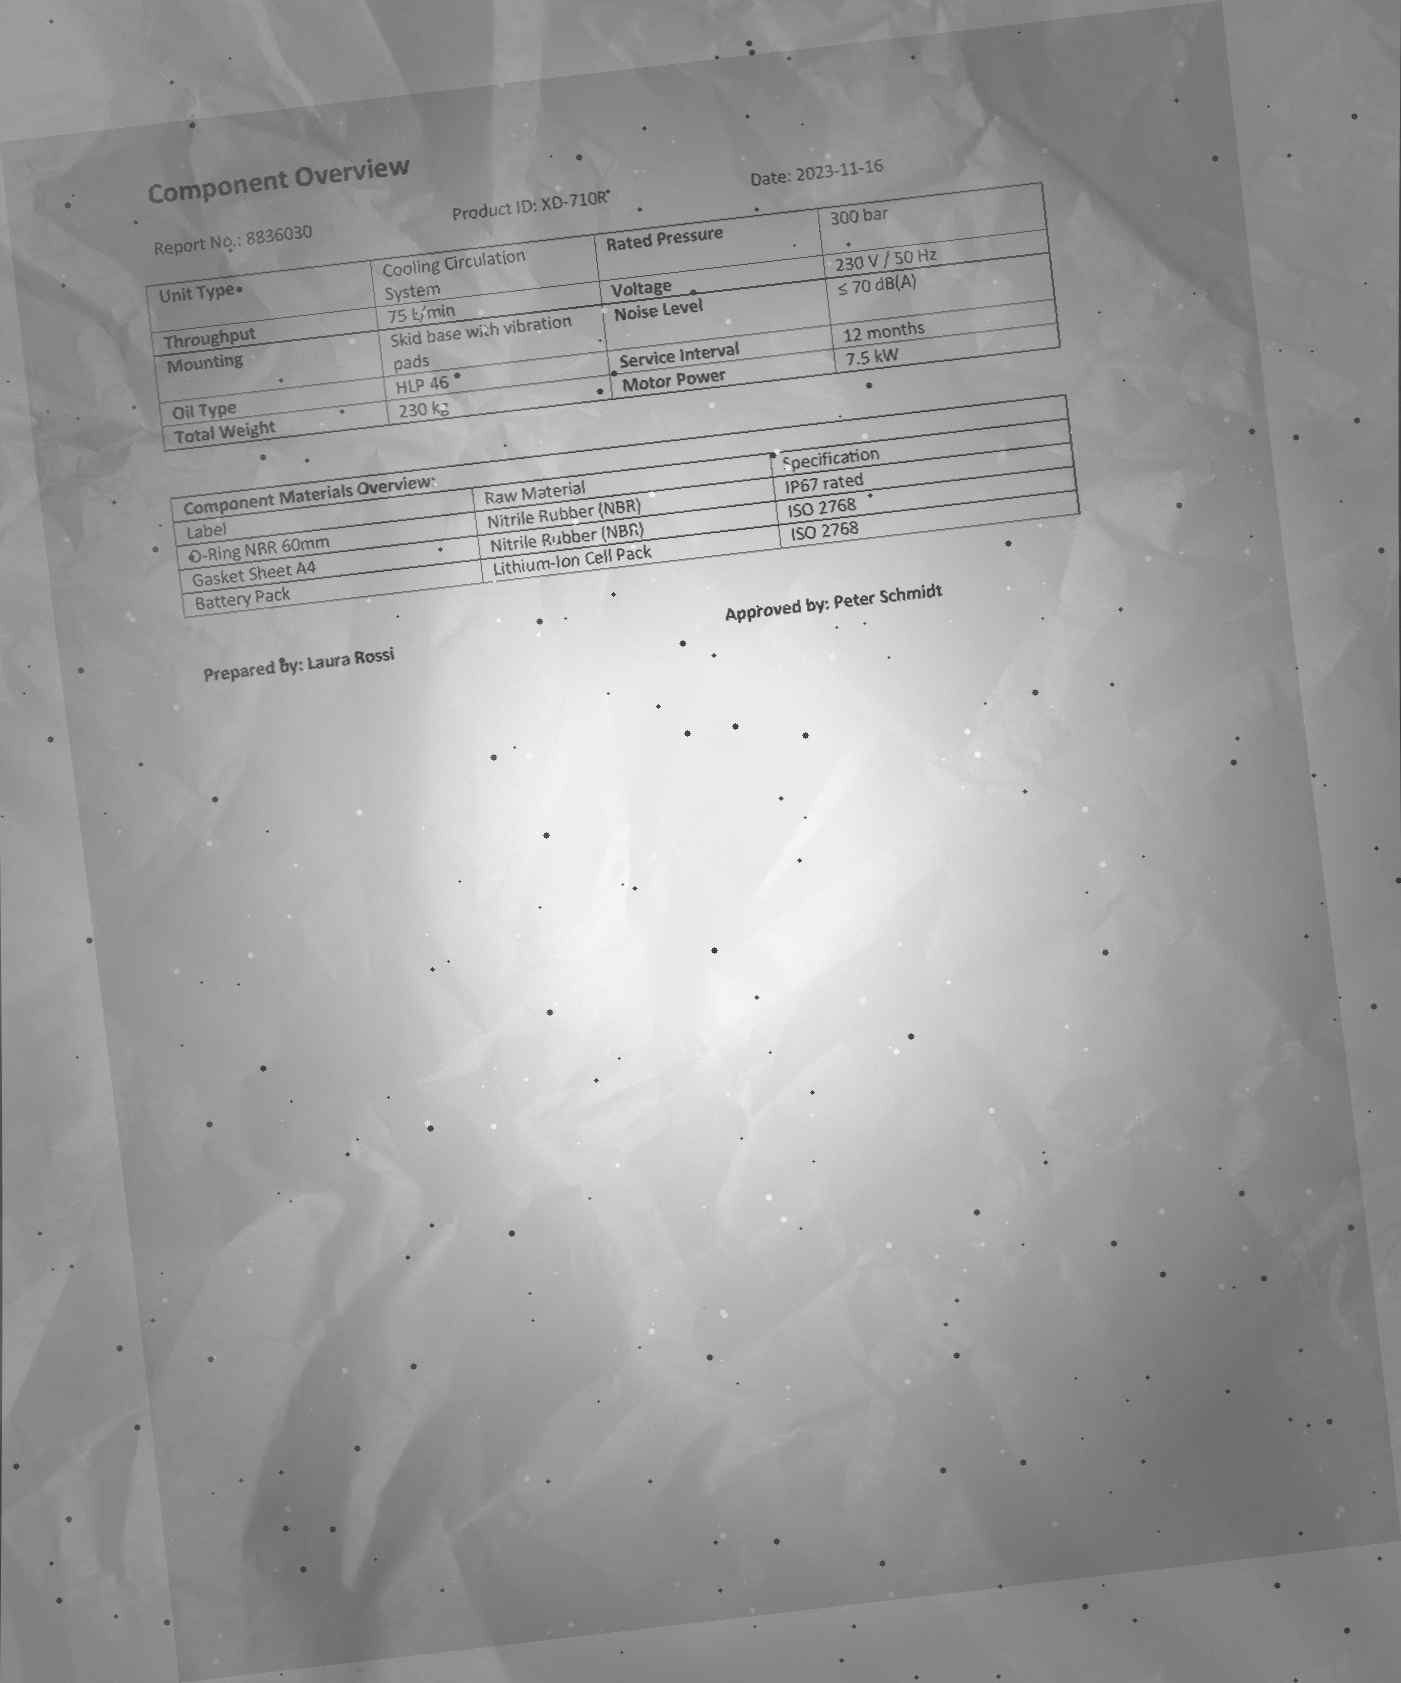 Component Overview
Report No.: 8836030 Product ID: XD-710R Date: 2023-11-16
Unit Type Cooling Circulation System Rated Pressure 300 bar
Throughput 75 L/min Voltage 230 V / 50 Hz
Mounting Skid base with vibration pads Noise Level ≤ 70 dB(A)
Oil Type HLP 46 Service Interval 12 months
Total Weight 230 kg Motor Power 7.5 kW
Component Materials Overview:
Label Raw Material Specification
O-Ring NBR 60mm Nitrile Rubber (NBR) IP67 rated
Gasket Sheet A4 Nitrile Rubber (NBR) ISO 2768
Battery Pack Lithium-Ion Cell Pack ISO 2768
Prepared by: Laura Rossi Approved by: Peter Schmidt